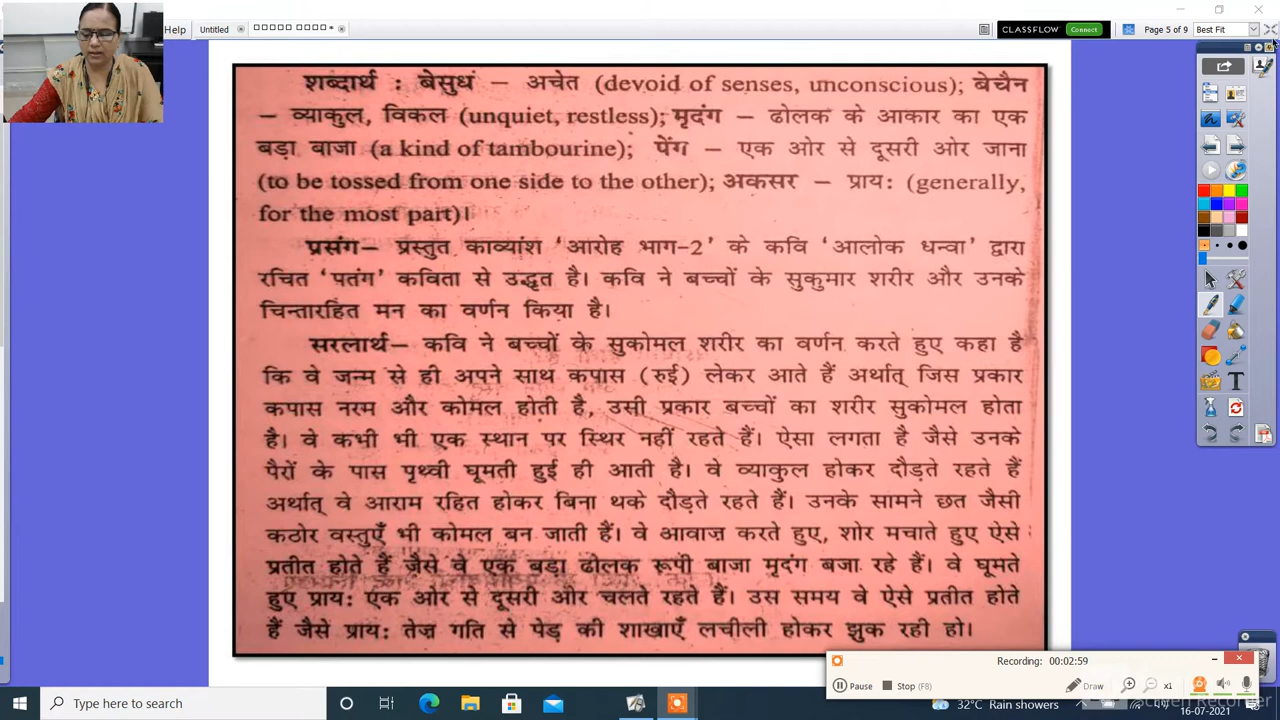 Help
Untitled
CLASSFLOW Connect
Page 5 of 9
Best Fit
शब्दार्थ : बेसुधं – अचेत (devoid of senses, unconscious); बेचैन
– व्याकुल, विकल (unquiet, restless); मृदंग – ढोलक के आकार का एक
बड़ा बाजा (a kind of tambourine); पेंग – एक ओर से दूसरी ओर जाना
(to be tossed from one side to the other); अकसर – प्राय: (generally,
for the most part)।
प्रसंग– प्रस्तुत काव्यांश 'आरोह भाग-2' के कवि 'आलोक धन्वा' द्वारा
रचित 'पतंग' कविता से उद्धृत है। कवि ने बच्चों के सुकुमार शरीर और उनके
चिन्तारहित मन का वर्णन किया है।
सरलार्थ– कवि ने बच्चों के सुकोमल शरीर का वर्णन करते हुए कहा है
कि वे जन्म से ही अपने साथ कपास (रुई) लेकर आते हैं अर्थात् जिस प्रकार
कपास नरम और कोमल होती है, उसी प्रकार बच्चों का शरीर सुकोमल होता
है। वे कभी भी एक स्थान पर स्थिर नहीं रहते हैं। ऐसा लगता है जैसे उनके
पैरों के पास पृथ्वी घूमती हुई ही आती है। वे व्याकुल होकर दौड़ते रहते हैं
अर्थात् वे आराम रहित होकर बिना थके दौड़ते रहते हैं। उनके सामने छत जैसी
कठोर वस्तुएँ भी कोमल बन जाती हैं। वे आवाज़ करते हुए, शोर मचाते हुए ऐसे
प्रतीत होते हैं जैसे वे एक बड़ा ढोलक रूपी बाजा मृदंग बजा रहे हैं। वे घूमते
हुए प्राय: एक ओर से दूसरी ओर चलते रहते हैं। उस समय वे ऐसे प्रतीत होते
हैं जैसे प्राय: तेज़ गति से पेड़ की शाखाएँ लचीली होकर झुक रही हो।
Recording: 00:02:59
Pause
Stop (F8)
x1
Draw
Type here to search
32°C Rain showers
16-07-2021